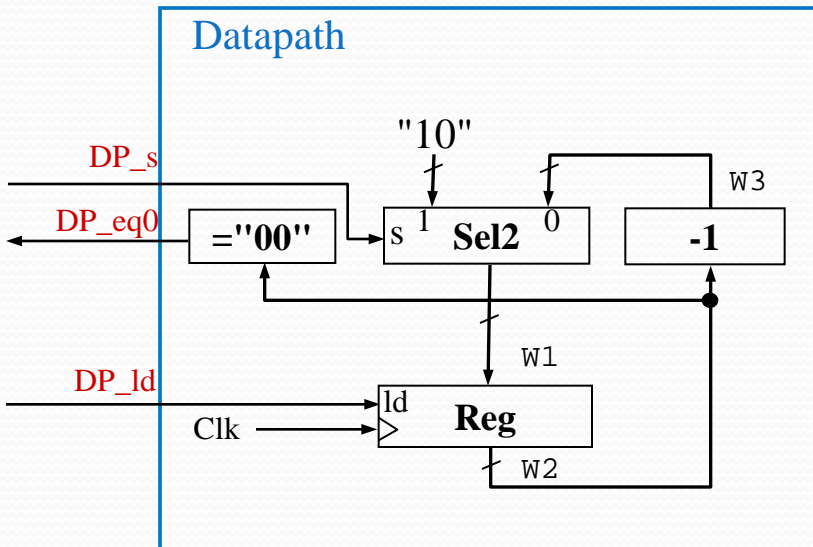 Datapath
"10"
DP_s
W3
DP_eq0
="00"
s 1 Sel2 0
-1
W1
DP_ld
ld
Reg
Clk
W2